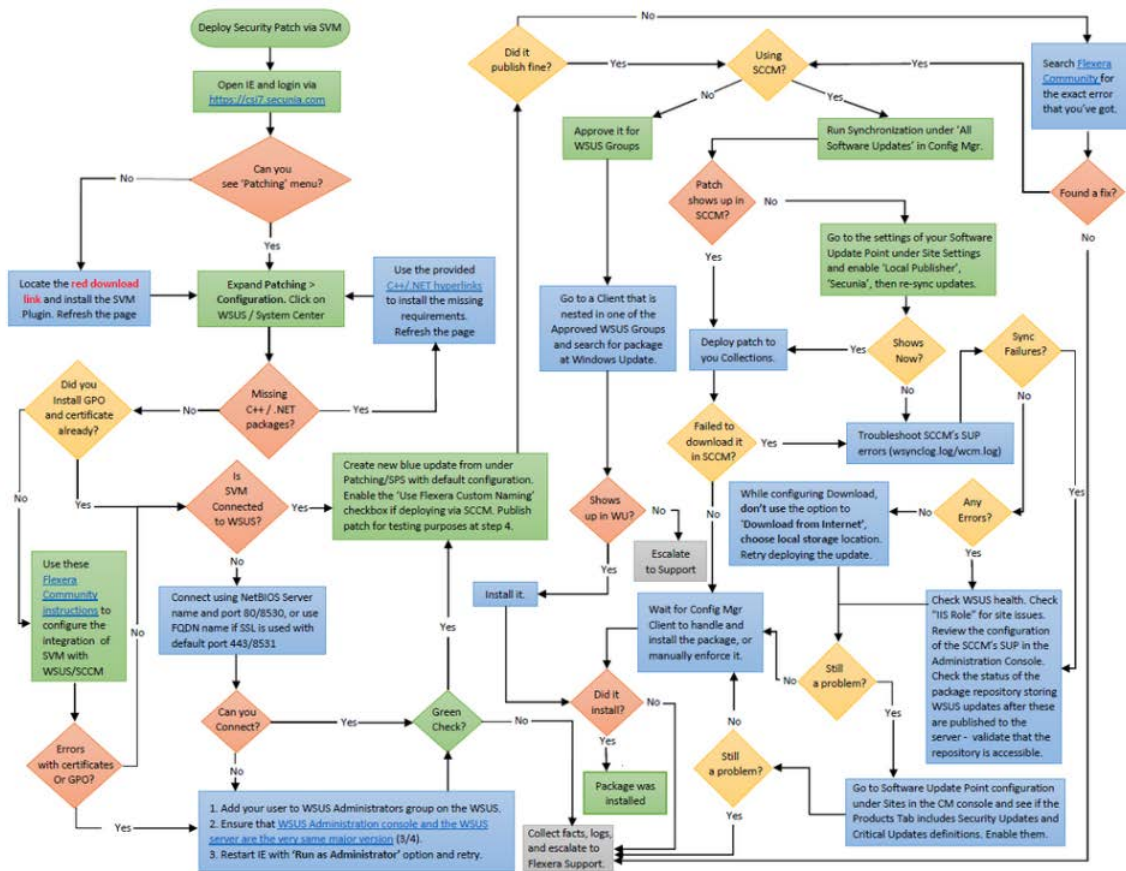 Deploy Security Patch via SVM
Open IE and login via
https://csi7.secunia.com
Can you
see 'Patching' menu?
No
Yes
Locate the red download
link and install the SVM
Plugin. Refresh the page
Expand Patching >
Configuration. Click on
WSUS / System Center
Use the provided
C++/.NET hyperlinks
to install the missing
requirements.
Refresh the page
Missing
C++ / .NET
packages?
No
Yes
Did you
Install GPO
and certificate
already?
No
Yes
Use these
Flexera
Community
instructions to
configure the
integration of
SVM with
WSUS/SCCM
Errors
with certificates
Or GPO?
No
Yes
Is
SVM
Connected
to WSUS?
Yes
No
Connect using NetBIOS Server
name and port 80/8530, or use
FQDN name if SSL is used with
default port 443/8531
Can you
Connect?
Yes
No
1. Add your user to WSUS Administrators group on the WSUS.
2. Ensure that WSUS Administration console and the WSUS
server are the very same major version (3/4).
3. Restart IE with 'Run as Administrator' option and retry.
Green
Check?
Yes
No
Create new blue update from under
Patching/SPS with default configuration.
Enable the 'Use Flexera Custom Naming'
checkbox if deploying via SCCM. Publish
patch for testing purposes at step 4.
Did it
publish fine?
No
Yes
Search Flexera
Community for
the exact error
that you've got.
Found a fix?
Yes
No
Using
SCCM?
No
Yes
Approve it for
WSUS Groups
Run Synchronization under 'All
Software Updates' in Config Mgr.
Go to a Client that is
nested in one of the
Approved WSUS Groups
and search for package
at Windows Update.
Shows
up in WU?
No
Yes
Escalate
to Support
Install it.
Patch
shows up in
SCCM?
No
Yes
Go to the settings of your Software
Update Point under Site Settings
and enable 'Local Publisher',
'Secunia', then re-sync updates.
Shows
Now?
Yes
No
Deploy patch to
you Collections.
Failed to
download it
in SCCM?
Yes
No
Troubleshoot SCCM's SUP
errors (wsynclog.log/wcm.log)
Sync
Failures?
No
Yes
Any
Errors?
No
Yes
While configuring Download,
don't use the option to
'Download from Internet',
choose local storage location.
Retry deploying the update.
Check WSUS health. Check
"IIS Role" for site issues.
Review the configuration
of the SCCM's SUP in the
Administration Console.
Check the status of the
package repository storing
WSUS updates after these
are published to the
server - validate that the
repository is accessible.
Wait for Config Mgr
Client to handle and
install the package, or
manually enforce it.
Still
a problem?
No
Yes
Did it
install?
No
Yes
Package was
installed
Still
a problem?
No
Yes
Go to Software Update Point configuration
under Sites in the CM console and see if the
Products Tab includes Security Updates and
Critical Updates definitions. Enable them.
Collect facts, logs,
and escalate to
Flexera Support.